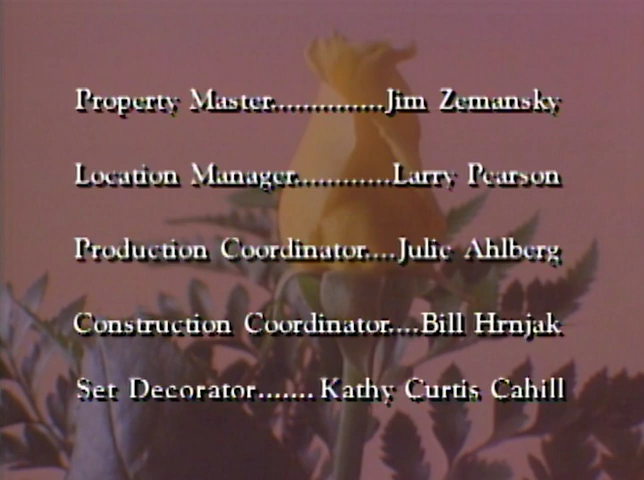 Property Master..............Jim Zemansky
Location Manager............Larry Pearson
Production Coordinator....Julie Ahlberg
Construction Coordinator....Bill Hrnjak
Set Decorator.......Kathy Curtis Cahill